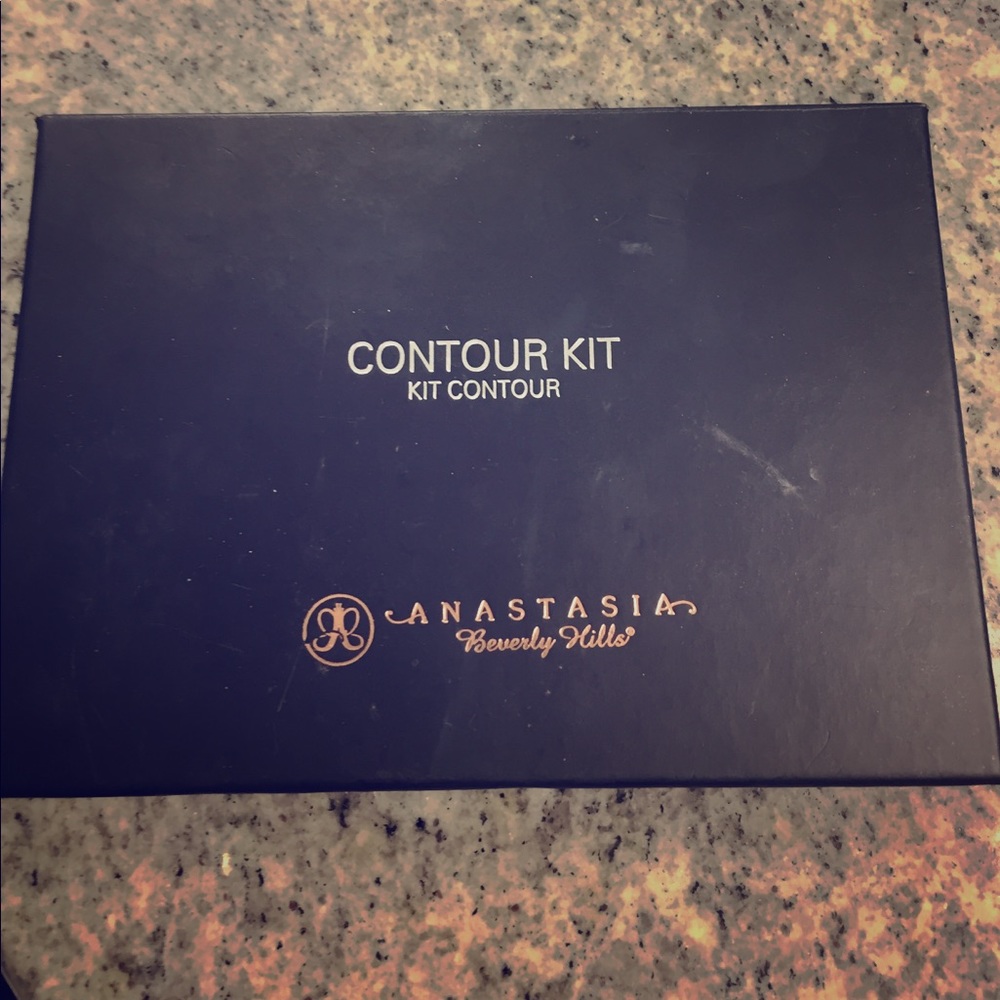 CONTOUR KIT
KIT CONTOUR
ANASTASIA
Beverly Hills®